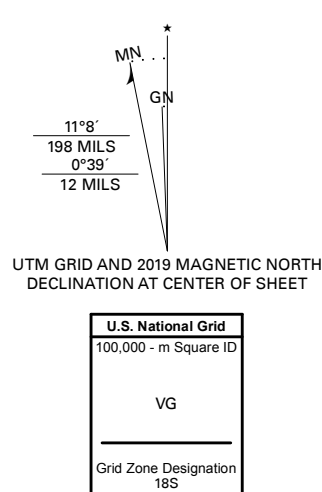 ★
MN
GN
11°8´
198 MILS
0°39´
12 MILS
UTM GRID AND 2019 MAGNETIC NORTH
DECLINATION AT CENTER OF SHEET
U.S. National Grid
100,000 - m Square ID
VG
Grid Zone Designation
18S